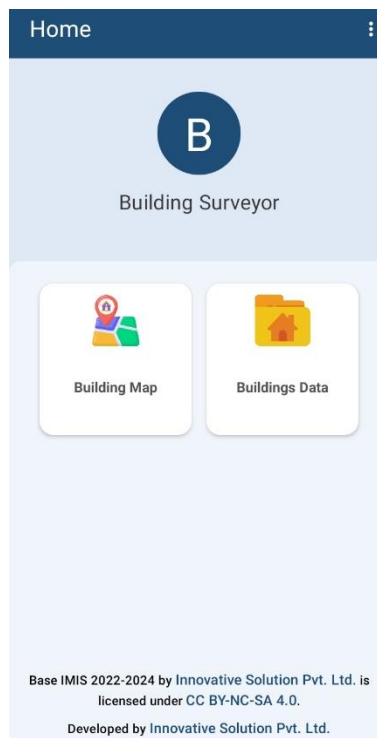 Home
B
Building Surveyor
Building Map
Buildings Data
Base IMIS 2022-2024 by Innovative Solution Pvt. Ltd. is
licensed under CC BY-NC-SA 4.0.
Developed by Innovative Solution Pvt. Ltd.